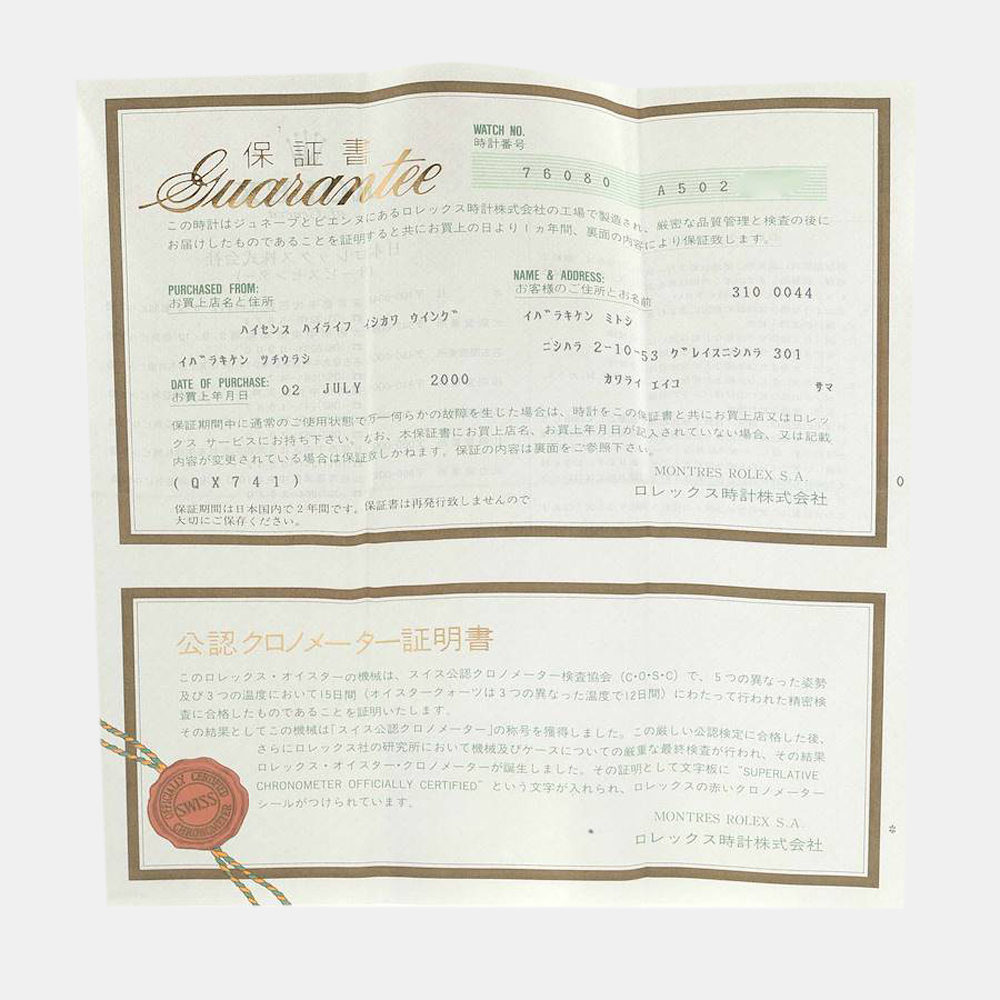 保証書
Guarantee
WATCH NO.
時計番号
76080 A502
この時計はジュネーブとビエンヌにあるロレックス時計株式会社の工場で製造され、厳密な品質管理と検査の後に
お届けしたものであることを証明すると共にお買上の日より1ヵ年間、裏面の内容により保証致します。
PURCHASED FROM:
お買上店名と住所
ハイセンス ハイライフ イシカワ ウイング
イバラキケン ツチウラシ
NAME & ADDRESS:
お客様のご住所とお名前
310 0044
イバラキケン ミトシ
ニシハラ 2-10-53 グレイスニシハラ 301
カワライ エイコ サマ
DATE OF PURCHASE:
お買上年月日
02 JULY 2000
保証期間中に通常のご使用状態で万一何らかの故障を生じた場合は、時計をこの保証書と共にお買上店又はロレッ
クス サービスにお持ち下さい。なお、本保証書にお買上店名、お買上年月日が記入されていない場合、又は記載
内容が変更されている場合は保証致しかねます。保証の内容は裏面をご参照下さい。
(QX741)
保証期間は日本国内で2年間です。保証書は再発行致しませんので
大切にご保存ください。
MONTRES ROLEX S.A.
ロレックス時計株式会社
O
公認クロノメーター証明書
このロレックス・オイスターの機械は、スイス公認クロノメーター検査協会（C・O・S・C）で、5つの異なった姿勢
及び3つの温度において15日間（オイスタークォーツは3つの異なった温度で12日間）にわたって行われた精密検
査に合格したものであることを証明いたします。
その結果としてこの機械は「スイス公認クロノメーター」の称号を獲得しました。この厳しい公認検定に合格した後、
さらにロレックス社の研究所において機械及びケースについての厳重な最終検査が行われ、その結果
ロレックス・オイスター・クロノメーターが誕生しました。その証明として文字板に "SUPERLATIVE
CHRONOMETER OFFICIALLY CERTIFIED" という文字が入れられ、ロレックスの赤いクロノメーター
シールがつけられています。
OFFICIALLY CERTIFIED
SWISS
CHRONOMETER
MONTRES ROLEX S.A.
ロレックス時計株式会社
*